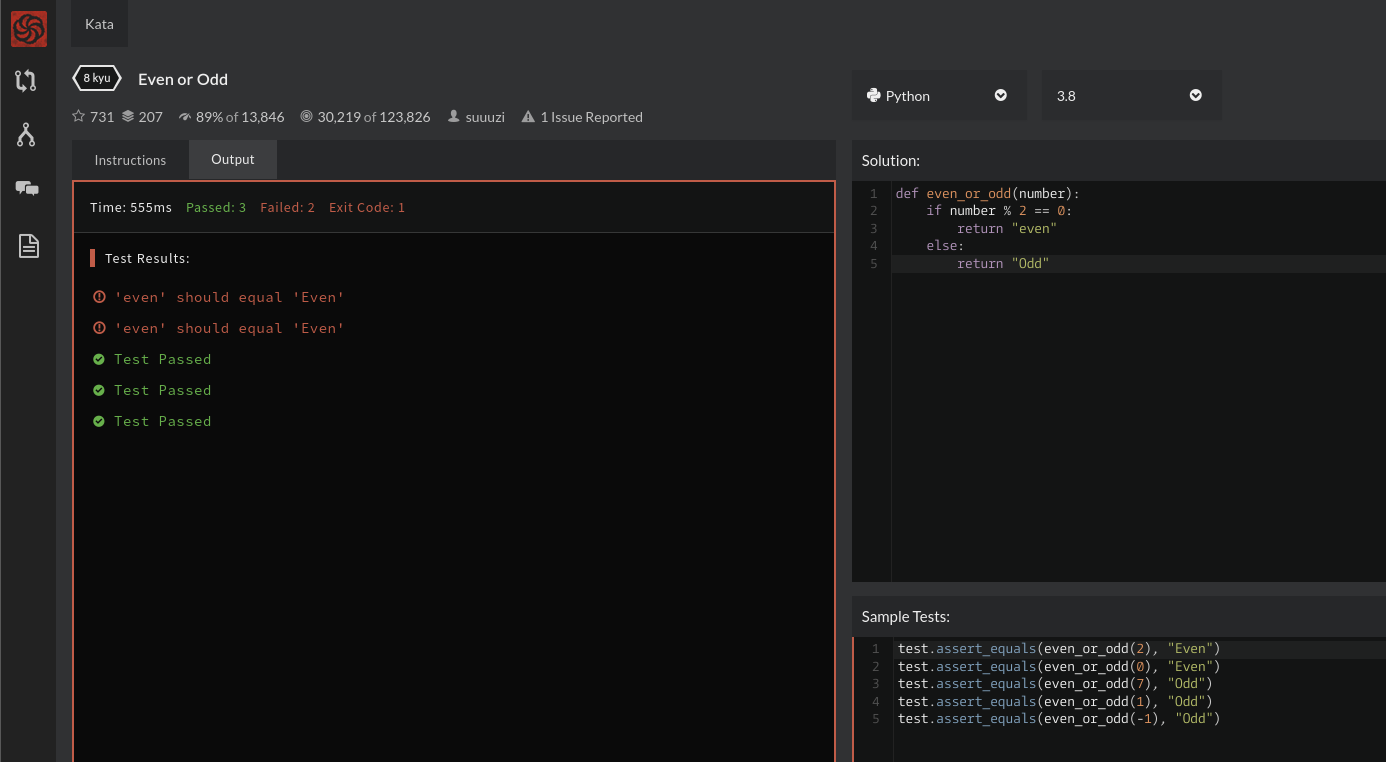 Kata
8 kyu Even or Odd
731 207 89% of 13,846 30,219 of 123,826 suuuzi 1 Issue Reported
Python 3.8
Instructions Output
Time: 555ms Passed: 3 Failed: 2 Exit Code: 1
Test Results:
'even' should equal 'Even'
'even' should equal 'Even'
Test Passed
Test Passed
Test Passed
Solution:
1 def even_or_odd(number):
2 if number % 2 == 0:
3 return "even"
4 else:
5 return "Odd"
Sample Tests:
1 test.assert_equals(even_or_odd(2), "Even")
2 test.assert_equals(even_or_odd(0), "Even")
3 test.assert_equals(even_or_odd(7), "Odd")
4 test.assert_equals(even_or_odd(1), "Odd")
5 test.assert_equals(even_or_odd(-1), "Odd")